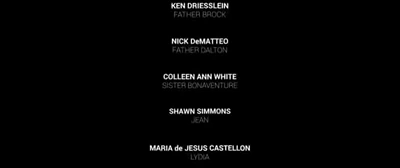 KEN DRIESSLEIN
FATHER BROCK
NICK DeMATTEO
FATHER DALTON
COLLEEN ANN WHITE
SISTER BONAVENTURE
SHAWN SIMMONS
JEAN
MARIA de JESUS CASTELLON
LYDIA